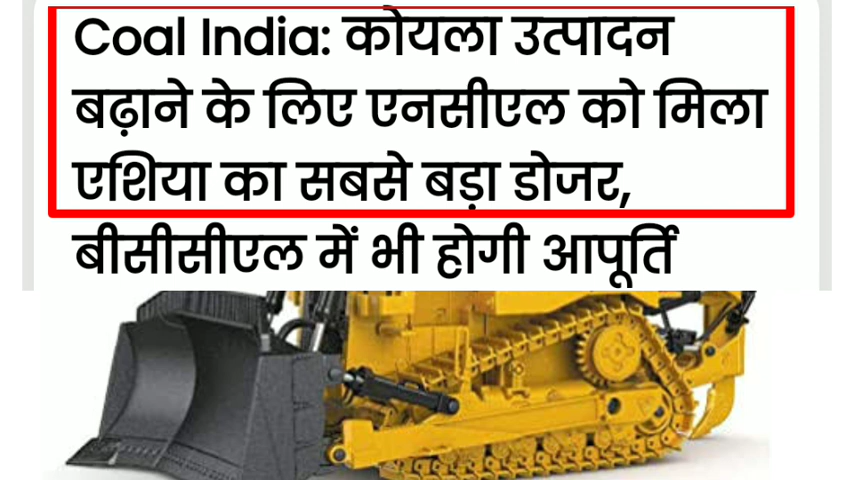 Coal India: कोयला उत्पादन
बढ़ाने के लिए एनसीएल को मिला
एशिया का सबसे बड़ा डोजर,
बीसीसीएल में भी होगी आपूर्ति